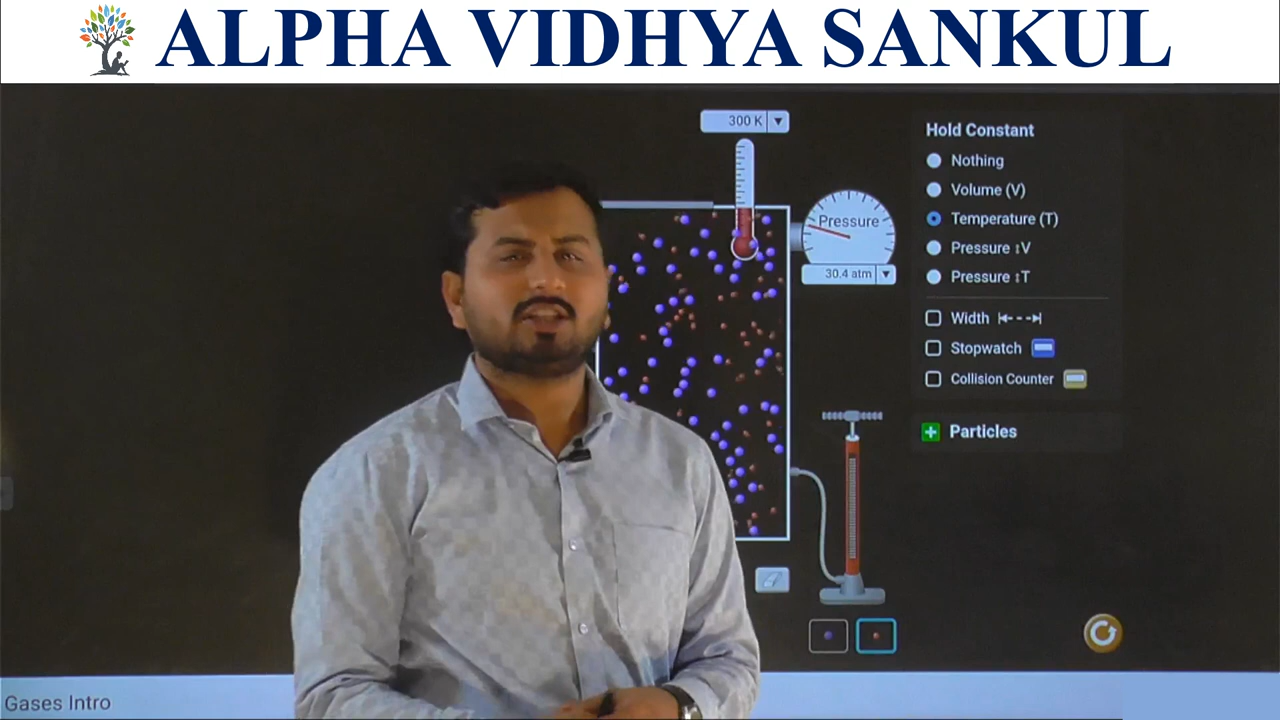 ALPHA VIDHYA SANKUL
300 K
Pressure
30.4 atm
Hold Constant
Nothing
Volume (V)
Temperature (T)
Pressure ↕V
Pressure ↕T
Width
Stopwatch
Collision Counter
Particles
Gases Intro